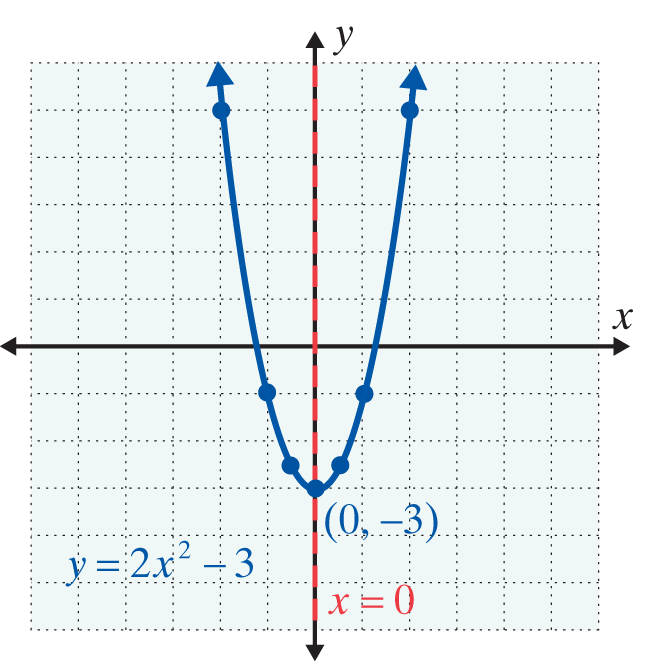 y
x
(0, –3)
y = 2x² – 3
x = 0